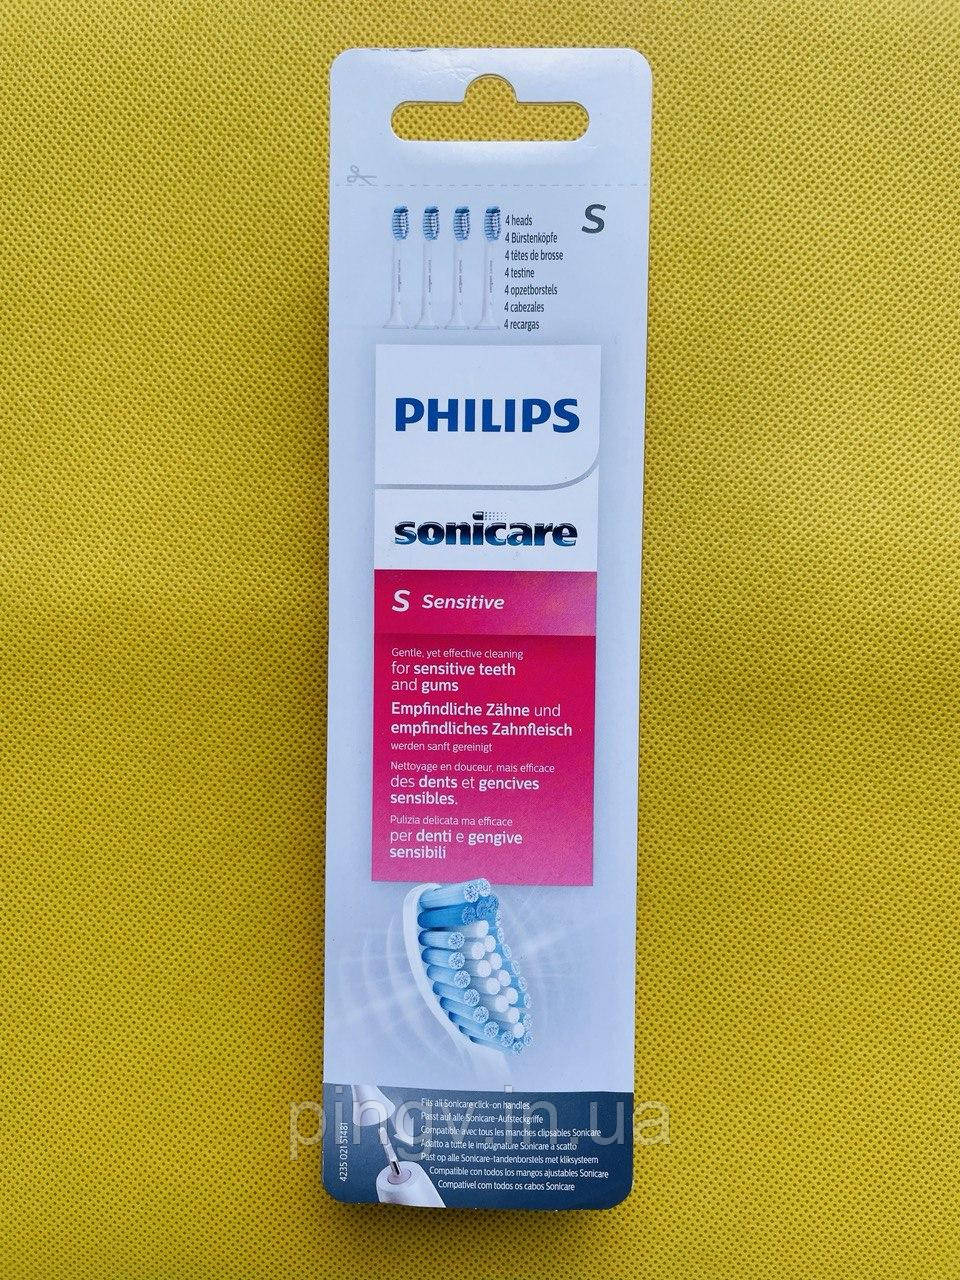 4 heads
4 Bürstenköpfe
4 têtes de brosse
4 testine
4 opzetborstels
4 cabezales
4 recargas
S
PHILIPS
sonicare
S Sensitive
Gentle, yet effective cleaning
for sensitive teeth
and gums
Empfindliche Zähne und
empfindliches Zahnfleisch
werden sanft gereinigt
Nettoyage en douceur, mais efficace
des dents et gencives
sensibles.
Pulizia delicata ma efficace
per denti e gengive
sensibili
Fits all Sonicare click-on handles
Passt auf alle Sonicare-Aufsteckgriffe
Compatible avec tous les manches clipsables Sonicare
Adatto a tutte le impugnature Sonicare a scatto
Past op alle Sonicare-tandenborstels met kliksysteem
Compatible con todos los mangos ajustables Sonicare
Compatível com todos os cabos Sonicare
4235 021 51481
pingv.in.ua